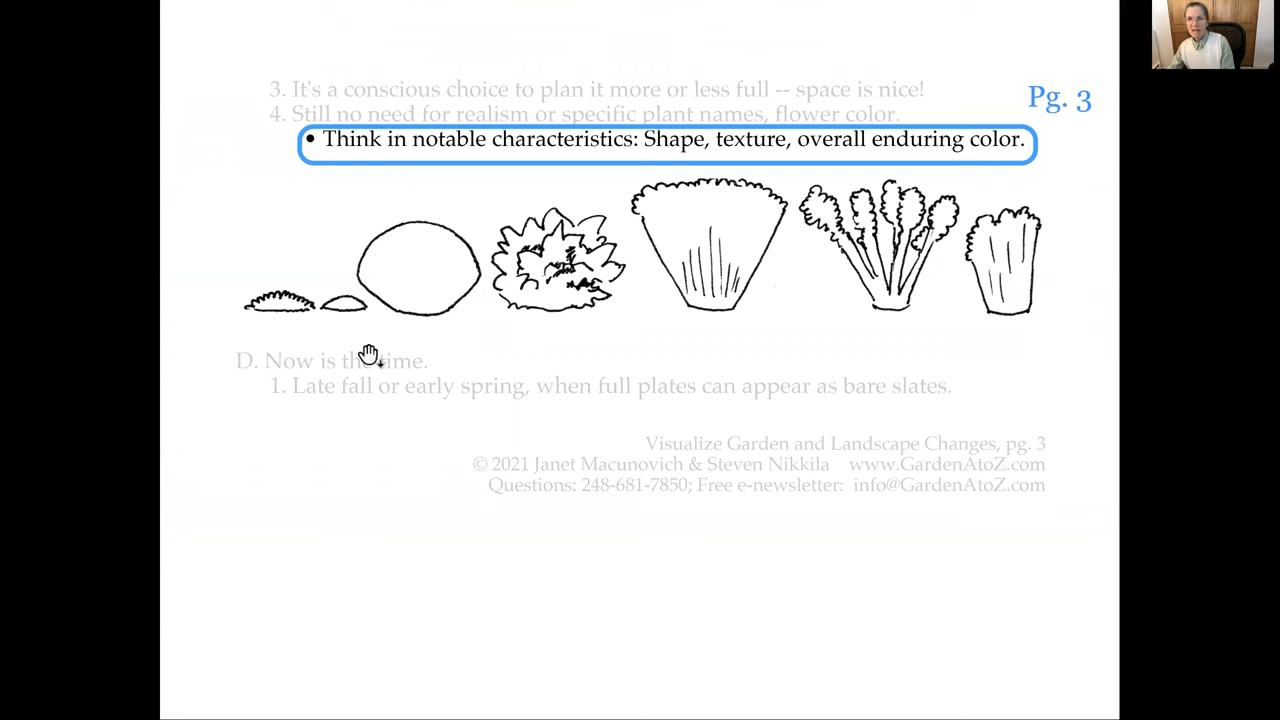 3. It's a conscious choice to plan it more or less full -- space is nice!
Pg. 3
4. Still no need for realism or specific plant names, flower color.
• Think in notable characteristics: Shape, texture, overall enduring color.
D. Now is the time.
1. Late fall or early spring, when full plates can appear as bare slates.
Visualize Garden and Landscape Changes, pg. 3
© 2021 Janet Macunovich & Steven Nikkila www.GardenAtoZ.com
Questions: 248-681-7850; Free e-newsletter: info@GardenAtoZ.com